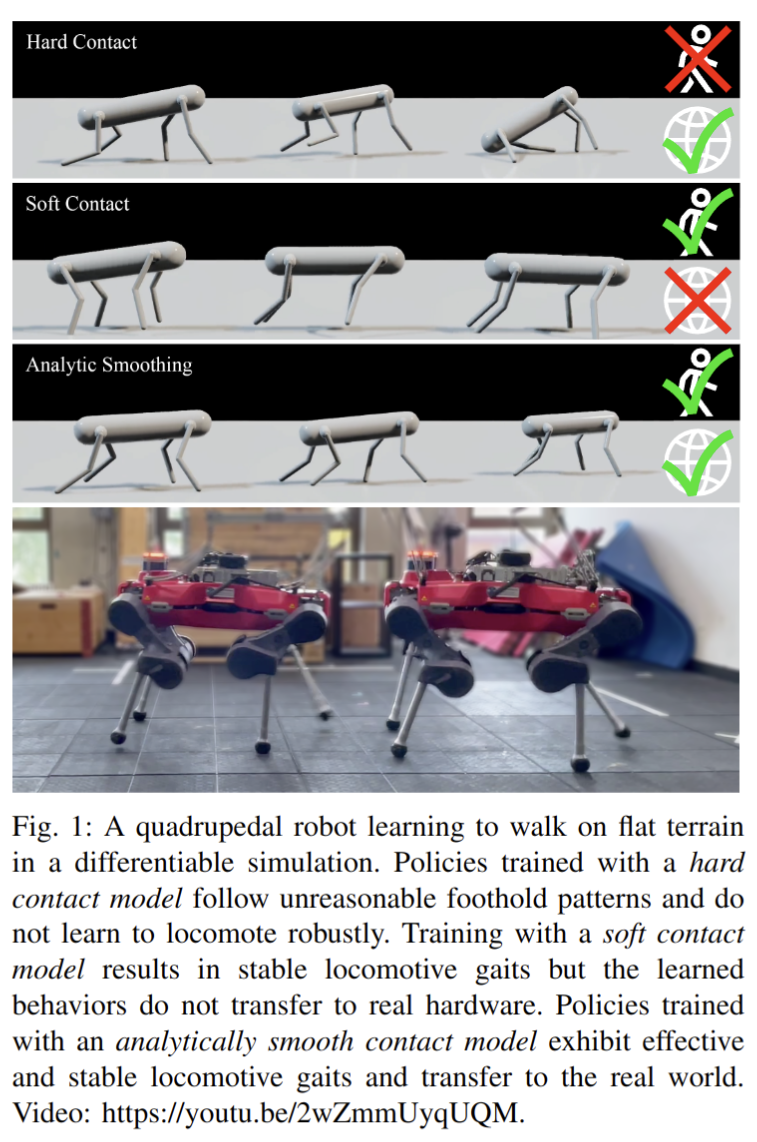 Hard Contact
Soft Contact
Analytic Smoothing
Fig. 1: A quadrupedal robot learning to walk on flat terrain
in a differentiable simulation. Policies trained with a hard
contact model follow unreasonable foothold patterns and do
not learn to locomote robustly. Training with a soft contact
model results in stable locomotive gaits but the learned
behaviors do not transfer to real hardware. Policies trained
with an analytically smooth contact model exhibit effective
and stable locomotive gaits and transfer to the real world.
Video: https://youtu.be/2wZmmUyqUQM.